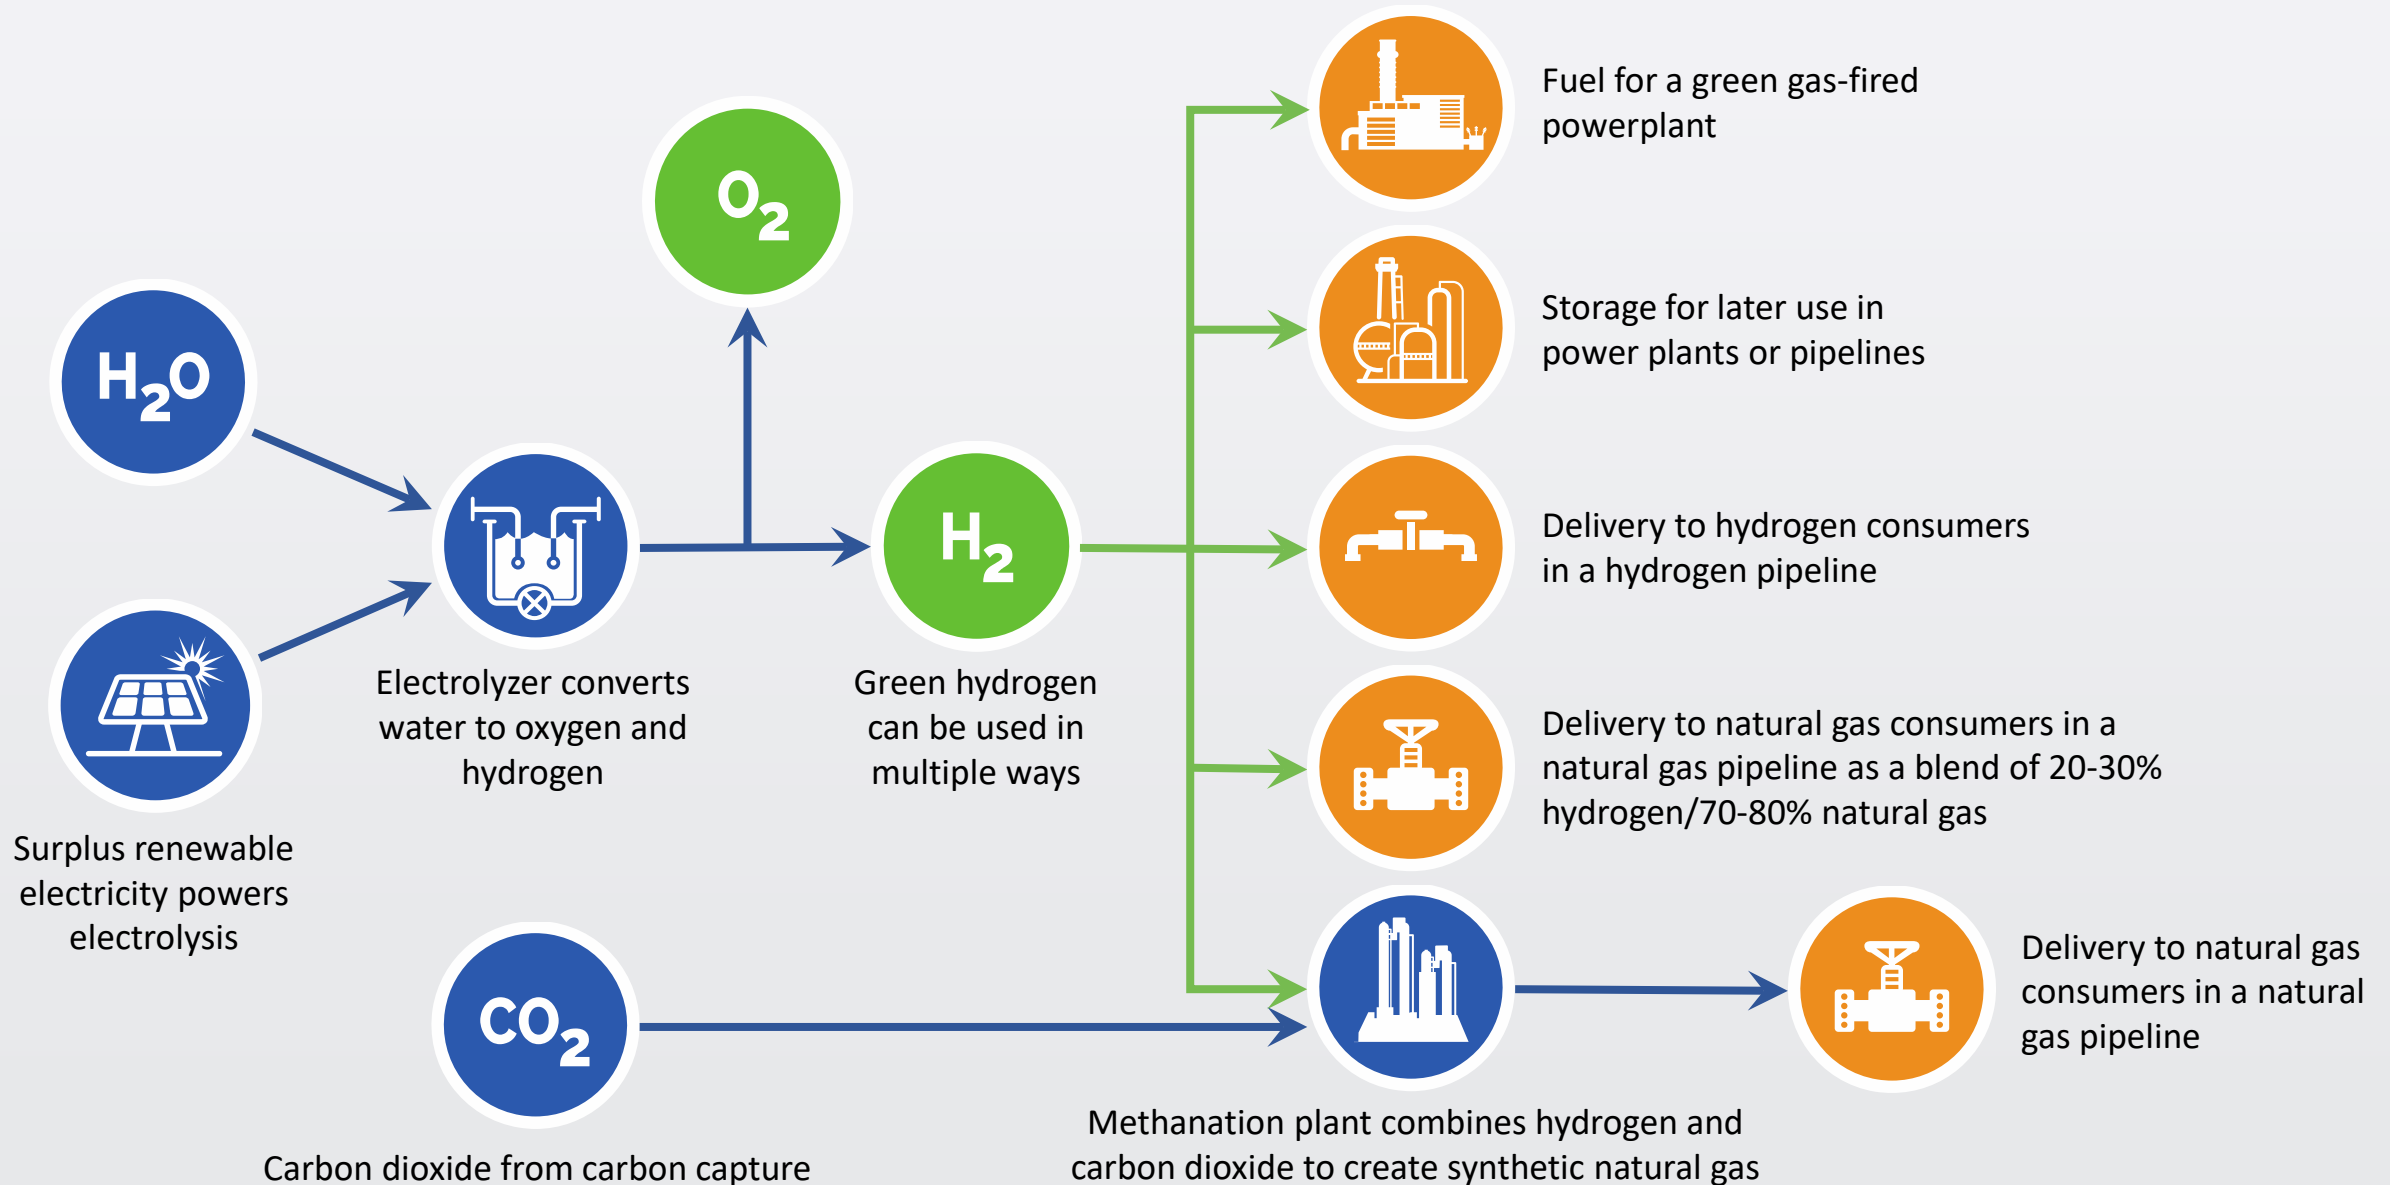 H₂O
Surplus renewable
electricity powers
electrolysis
Electrolyzer converts
water to oxygen and
hydrogen
O₂
H₂
Green hydrogen
can be used in
multiple ways
CO₂
Carbon dioxide from carbon capture
Fuel for a green gas-fired
powerplant
Storage for later use in
power plants or pipelines
Delivery to hydrogen consumers
in a hydrogen pipeline
Delivery to natural gas consumers in a
natural gas pipeline as a blend of 20-30%
hydrogen/70-80% natural gas
Methanation plant combines hydrogen and
carbon dioxide to create synthetic natural gas
Delivery to natural gas
consumers in a natural
gas pipeline